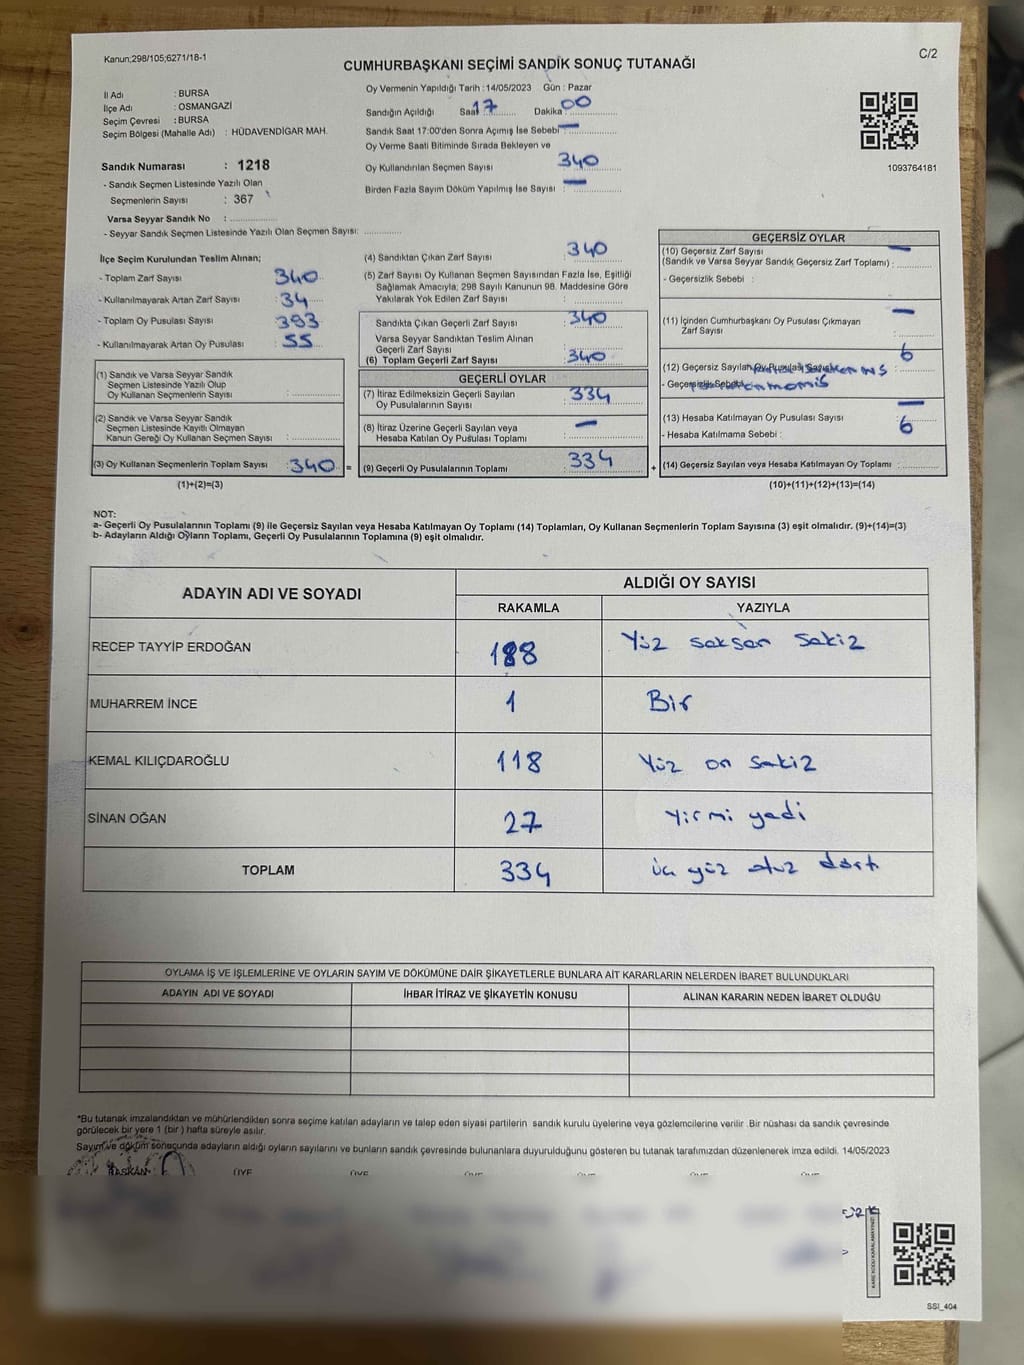 Kanun;298/105;6271/18-1
C/2
CUMHURBAŞKANI SEÇİMİ SANDIK SONUÇ TUTANAĞI
İl Adı : BURSA
İlçe Adı : OSMANGAZİ
Seçim Çevresi : BURSA
Seçim Bölgesi (Mahalle Adı) : HÜDAVENDİGAR MAH.
Sandık Numarası : 1218
- Sandık Seçmen Listesinde Yazılı Olan
Seçmenlerin Sayısı : 367
Varsa Seyyar Sandık No :
- Seyyar Sandık Seçmen Listesinde Yazılı Olan Seçmen Sayısı:
Oy Vermenin Yapıldığı Tarih : 14/05/2023 Gün : Pazar
Sandığın Açıldığı Saat 17 Dakika 00
Sandık Saat 17:00'den Sonra Açımış İse Sebebi —
Oy Verme Saati Bitiminde Sırada Bekleyen ve
Oy Kullandırılan Seçmen Sayısı 340
Birden Fazla Sayım Döküm Yapılmış İse Sayısı : —
1093764181
İlçe Seçim Kurulundan Teslim Alınan;
- Toplam Zarf Sayısı 340
- Kullanılmayarak Artan Zarf Sayısı : 34
- Toplam Oy Pusulası Sayısı : 393
- Kullanılmayarak Artan Oy Pusulası : 55
(1) Sandık ve Varsa Seyyar Sandık
Seçmen Listesinde Yazılı Olup
Oy Kullanan Seçmenlerin Sayısı :
(2) Sandık ve Varsa Seyyar Sandık
Seçmen Listesinde Kayıtlı Olmayan
Kanun Gereği Oy Kullanan Seçmen Sayısı :
(3) Oy Kullanan Seçmenlerin Toplam Sayısı : 340 =
(1)+(2)=(3)
(4) Sandıktan Çıkan Zarf Sayısı : 340
(5) Zarf Sayısı Oy Kullanan Seçmen Sayısından Fazla İse, Eşitliği
Sağlamak Amacıyla; 298 Sayılı Kanunun 98. Maddesine Göre
Yakılarak Yok Edilen Zarf Sayısı :
Sandıkta Çıkan Geçerli Zarf Sayısı : 340
Varsa Seyyar Sandıktan Teslim Alınan
Geçerli Zarf Sayısı :
(6) Toplam Geçerli Zarf Sayısı : 340
GEÇERLİ OYLAR
(7) İtiraz Edilmeksizin Geçerli Sayılan
Oy Pusulalarının Sayısı : 334
(8) İtiraz Üzerine Geçerli Sayılan veya
Hesaba Katılan Oy Pusulası Toplamı : —
(9) Geçerli Oy Pusulalarının Toplamı : 334 +
GEÇERSİZ OYLAR
(10) Geçersiz Zarf Sayısı —
(Sandık ve Varsa Seyyar Sandık Geçersiz Zarf Toplamı) :
- Geçersizlik Sebebi :
(11) İçinden Cumhurbaşkanı Oy Pusulası Çıkmayan
Zarf Sayısı —
(12) Geçersiz Sayılan Oy Pusulası Sayısı : 6
- Geçersizlik Sebebi
(13) Hesaba Katılmayan Oy Pusulası Sayısı —
- Hesaba Katılmama Sebebi : 6
(14) Geçersiz Sayılan veya Hesaba Katılmayan Oy Toplamı :
(10)+(11)+(12)+(13)=(14)
NOT:
a- Geçerli Oy Pusulalarının Toplamı (9) ile Geçersiz Sayılan veya Hesaba Katılmayan Oy Toplamı (14) Toplamları, Oy Kullanan Seçmenlerin Toplam Sayısına (3) eşit olmalıdır. (9)+(14)=(3)
b- Adayların Aldığı Oyların Toplamı, Geçerli Oy Pusulalarının Toplamına (9) eşit olmalıdır.
ADAYIN ADI VE SOYADI ALDIĞI OY SAYISI
RAKAMLA YAZIYLA
RECEP TAYYİP ERDOĞAN 188 Yüz seksen sekiz
MUHARREM İNCE 1 Bir
KEMAL KILIÇDAROĞLU 118 Yüz on sekiz
SİNAN OĞAN 27 Yirmi yedi
TOPLAM 334 üç yüz otuz dört
OYLAMA İŞ VE İŞLEMLERİNE VE OYLARIN SAYIM VE DÖKÜMÜNE DAİR ŞİKAYETLERLE BUNLARA AİT KARARLARIN NELERDEN İBARET BULUNDUKLARI
ADAYIN ADI VE SOYADI İHBAR İTİRAZ VE ŞİKAYETİN KONUSU ALINAN KARARIN NEDEN İBARET OLDUĞU
*Bu tutanak imzalandıktan ve mühürlendikten sonra seçime katılan adayların ve talep eden siyasi partilerin sandık kurulu üyelerine veya gözlemcilerine verilir .Bir nüshası da sandık çevresinde
görülecek bir yere 1 (bir ) hafta süreyle asılır.
Sayım ve döküm sonucunda adayların aldığı oyların sayılarını ve bunların sandık çevresinde bulunanlara duyurulduğunu gösteren bu tutanak tarafımızdan düzenlenerek imza edildi. 14/05/2023
BAŞKAN ÜYE ÜYE ÜYE ÜYE ÜYE
KARE KODU KARALAMAYINIZ!
SSI_404